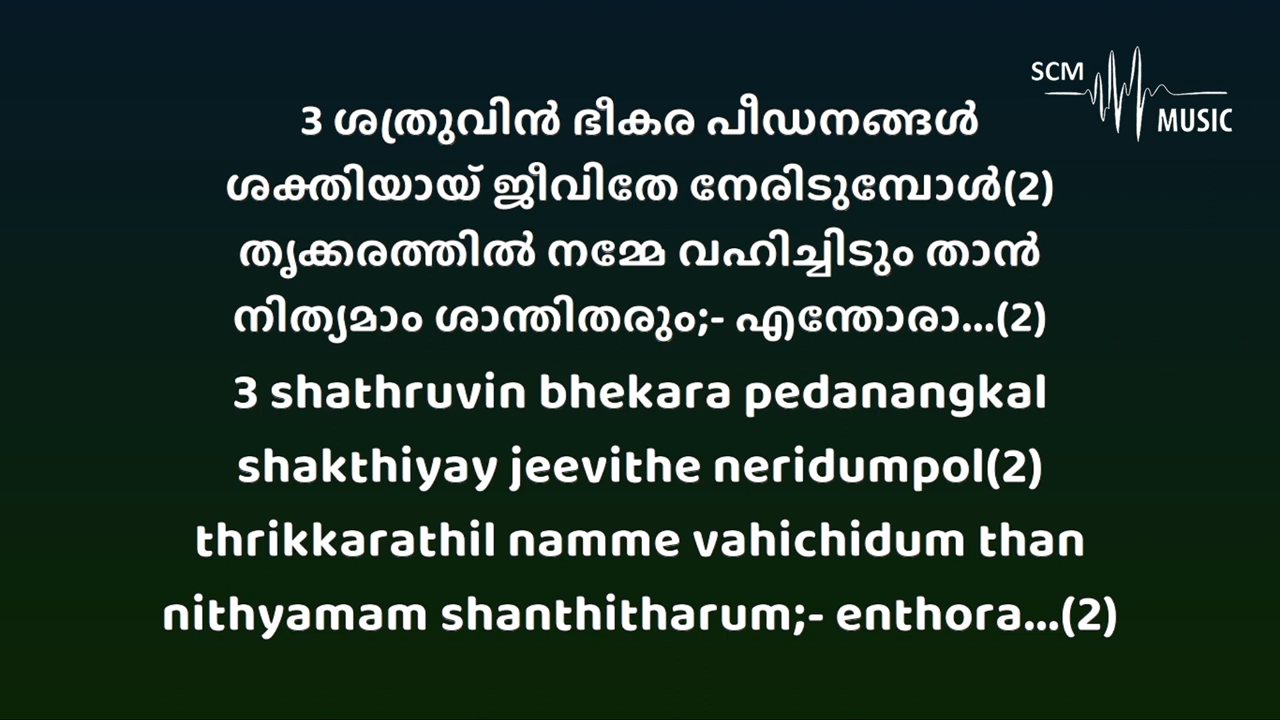 SCM
MUSIC
3 ശത്രുവിൻ ഭീകര പീഡനങ്ങൾ
ശക്തിയായ് ജീവിതേ നേരിടുമ്പോൾ(2)
തൃക്കരത്തിൽ നമ്മേ വഹിച്ചിടും താൻ
നിത്യമാം ശാന്തിതരും;- എന്തോരാ...(2)
3 shathruvin bhekara pedanangkal
shakthiyay jeevithe neridumpol(2)
thrikkarathil namme vahichidum than
nithyamam shanthitharum;- enthora...(2)